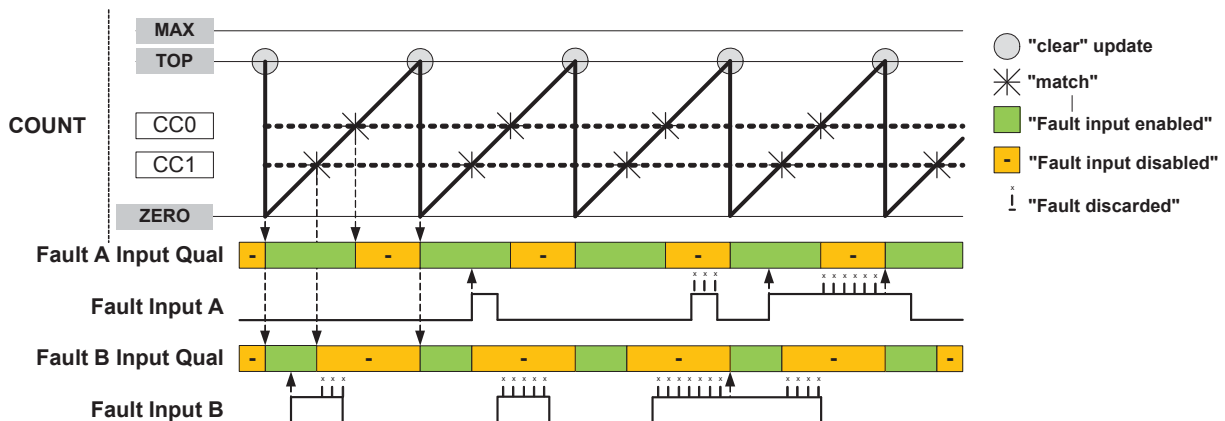 MAX
TOP
COUNT
CC0
CC1
ZERO
"clear" update
"match"
"Fault input enabled"
- "Fault input disabled"
x x x "Fault discarded"
Fault A Input Qual - - - - -
x x x x x x x x x
Fault Input A
Fault B Input Qual - - - - - -
x x x x x x x x x x x x x x x x x x x
Fault Input B